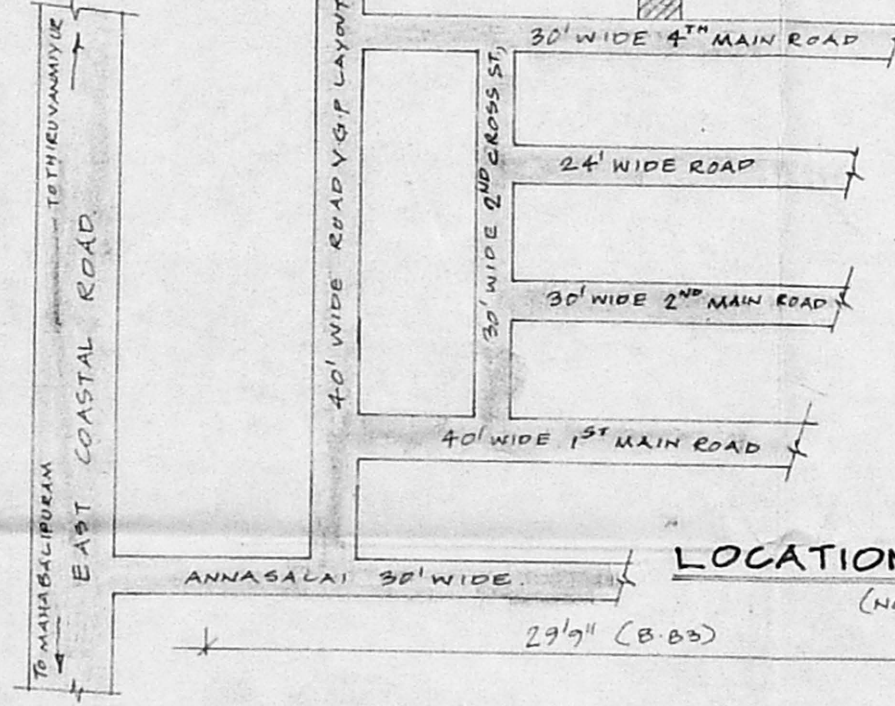 TO THIRUVANMIYUR
EAST COASTAL ROAD.
TO MAHABALIPURAM
40' WIDE ROAD V.G.P LAYOUT
30' WIDE 2ND CROSS ST,
30' WIDE 4TH MAIN ROAD
24' WIDE ROAD
30' WIDE 2ND MAIN ROAD
40' WIDE 1ST MAIN ROAD
ANNASALAI 30' WIDE
LOCATION
29'9" (8.83)